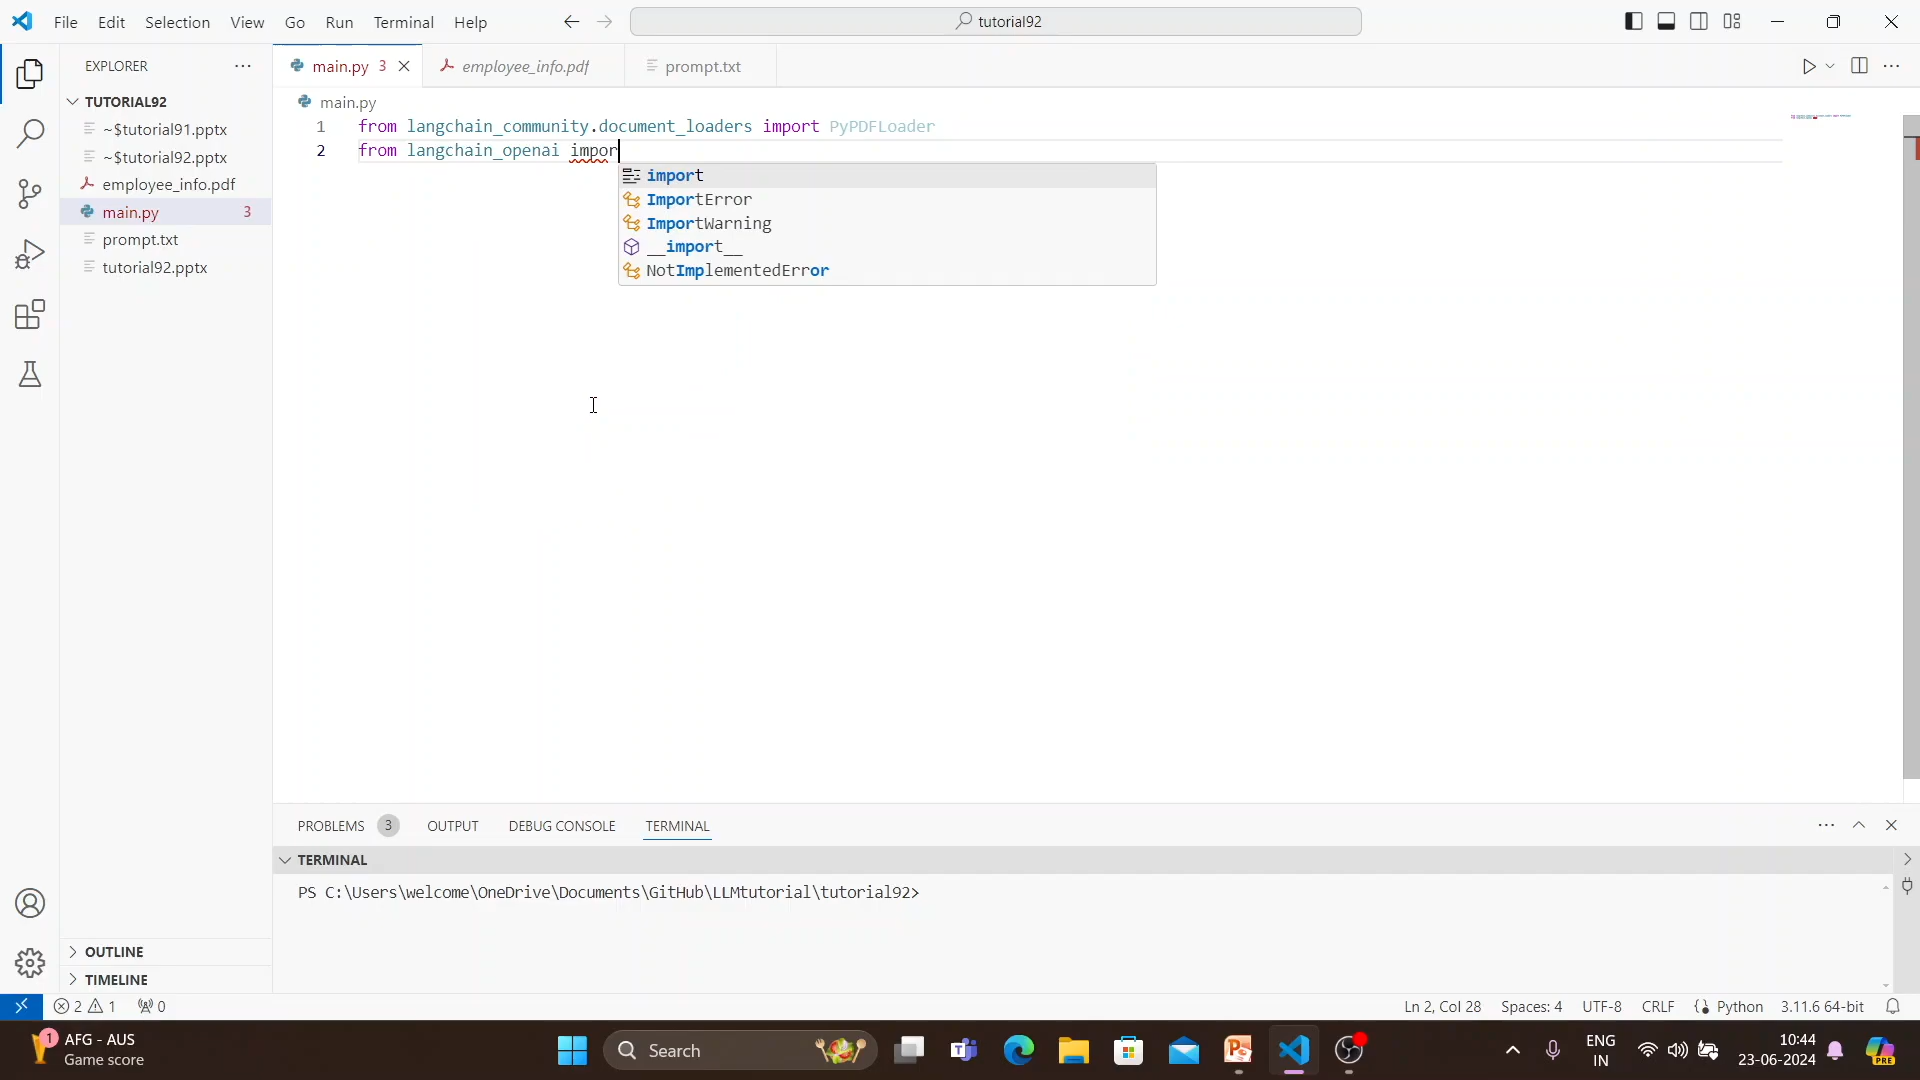 File Edit Selection View Go Run Terminal Help
tutorial92
EXPLORER
main.py 3
employee_info.pdf
prompt.txt
TUTORIAL92
~$tutorial91.pptx
~$tutorial92.pptx
employee_info.pdf
main.py 3
prompt.txt
tutorial92.pptx
main.py
1 from langchain_community.document_loaders import PyPDFLoader
2 from langchain_openai impor
import
ImportError
ImportWarning
__import__
NotImplementedError
PROBLEMS 3 OUTPUT DEBUG CONSOLE TERMINAL
TERMINAL
PS C:\Users\welcome\OneDrive\Documents\GitHub\LLMtutorial\tutorial92>
OUTLINE
TIMELINE
2 1 0
Ln 2, Col 28 Spaces: 4 UTF-8 CRLF Python 3.11.6 64-bit
1
AFG - AUS
Game score
Search
ENG
IN
10:44
23-06-2024
PRE